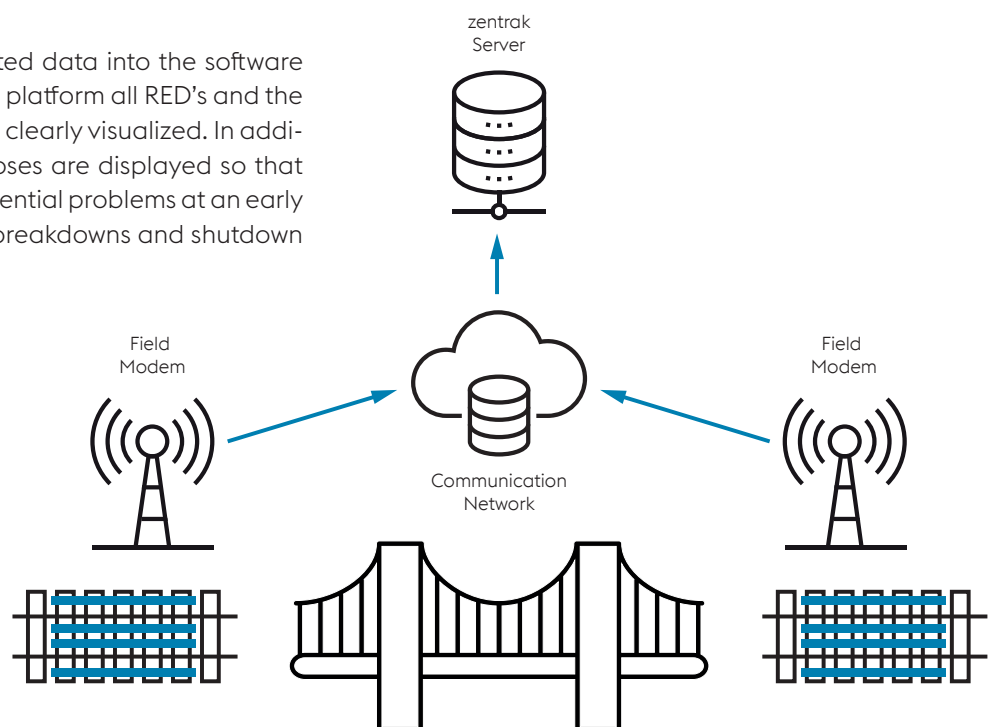 ted data into the software
platform all RED's and the
clearly visualized. In addi-
oses are displayed so that
ential problems at an early
breakdowns and shutdown
zentrak
Server
Field
Modem
Field
Modem
Communication
Network